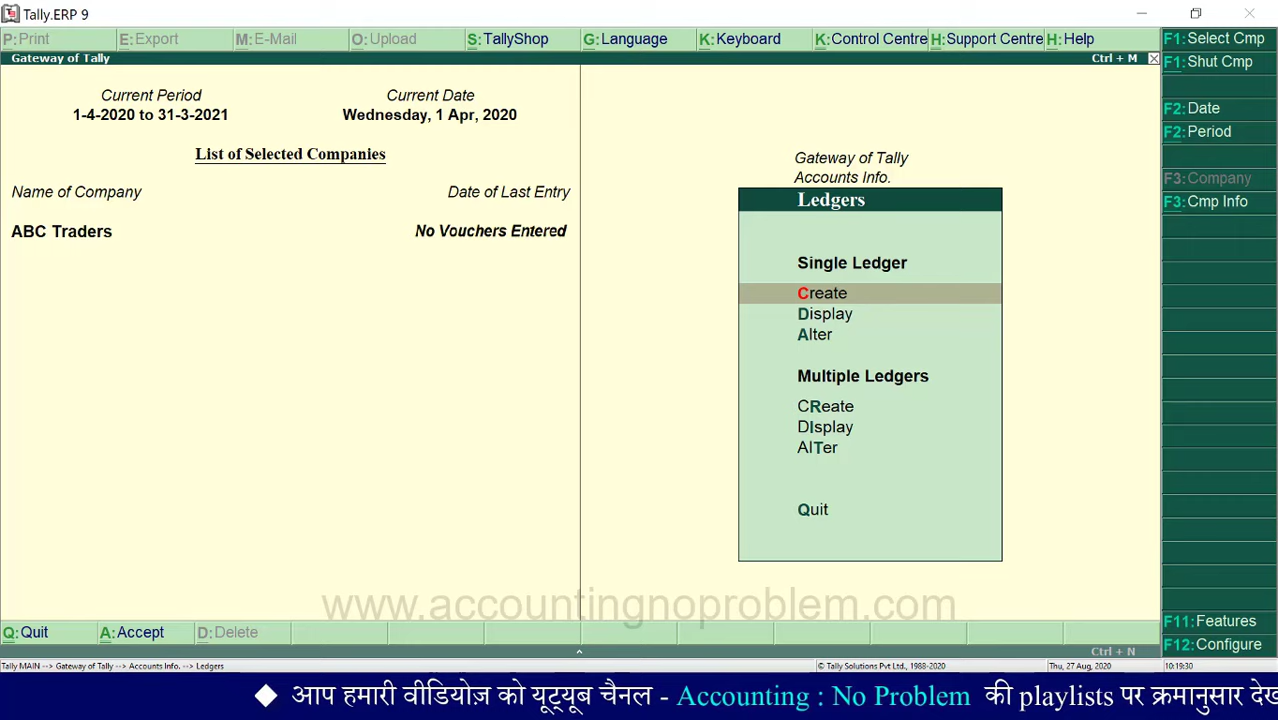 Tally.ERP 9
P: Print E: Export M: E-Mail O: Upload S: TallyShop G: Language K: Keyboard K: Control Centre H: Support Centre H: Help
F1: Select Cmp
Gateway of Tally Ctrl + M
F1: Shut Cmp
Current Period Current Date
1-4-2020 to 31-3-2021 Wednesday, 1 Apr, 2020
F2: Date
F2: Period
List of Selected Companies
Gateway of Tally
Accounts Info.
F3: Company
Name of Company Date of Last Entry
Ledgers
F3: Cmp Info
ABC Traders No Vouchers Entered
Single Ledger
Create
Display
Alter
Multiple Ledgers
CReate
DIsplay
AlTer
Quit
www.accountingnoproblem.com
F11: Features
Q: Quit A: Accept D: Delete
F12: Configure
Ctrl + N
Tally MAIN --> Gateway of Tally --> Accounts Info. --> Ledgers © Tally Solutions Pvt Ltd., 1988-2020 Thu, 27 Aug, 2020 10:19:30
◆ आप हमारी वीडियोज़ को यूट्यूब चैनल - Accounting : No Problem की playlists पर क्रमानुसार